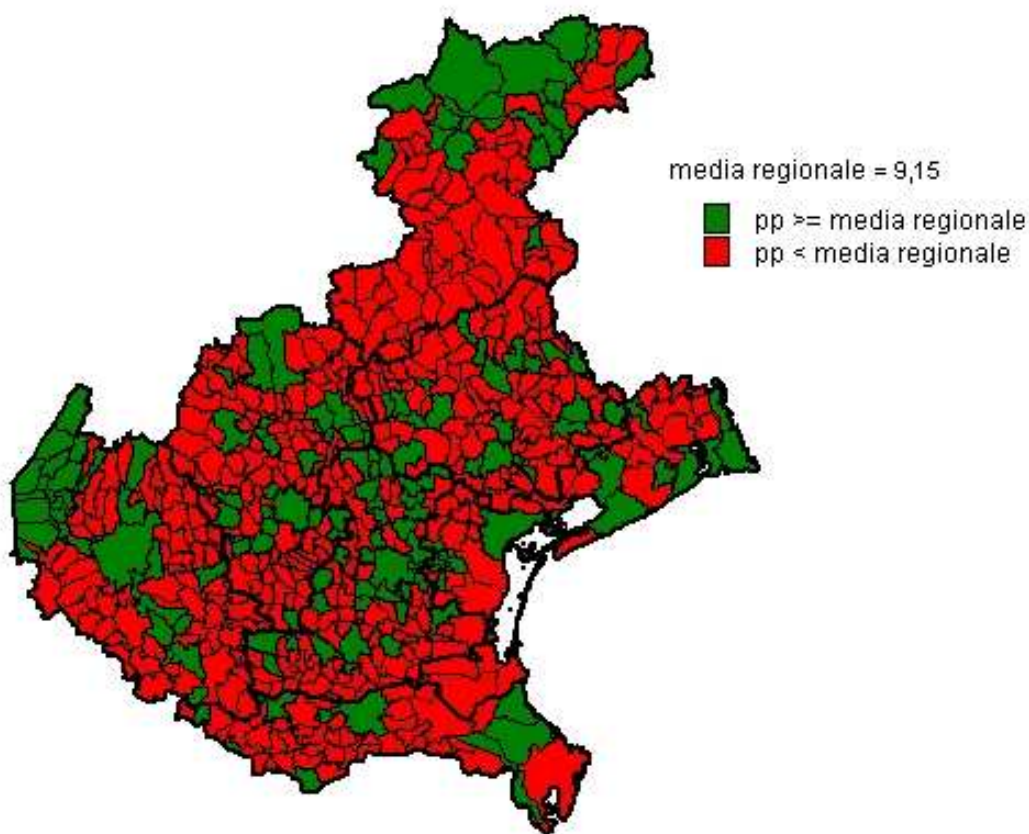 media regionale = 9,15
pp >= media regionale
pp < media regionale